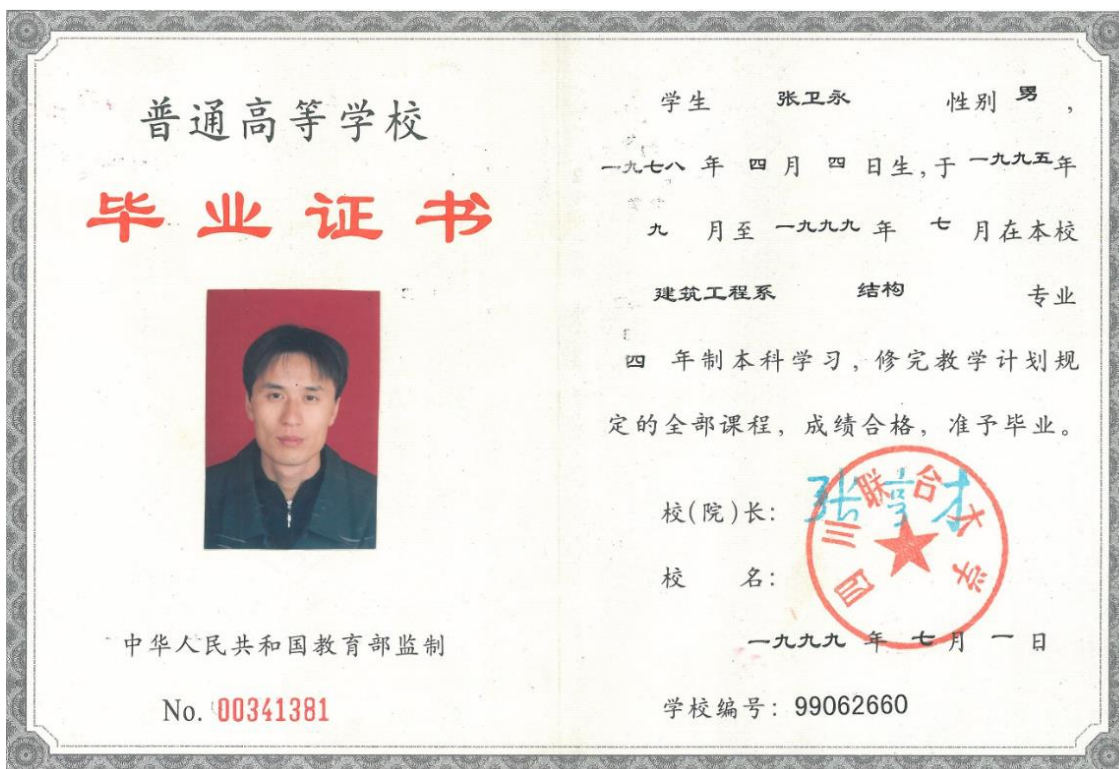 普通高等学校
毕业证书
中华人民共和国教育部监制
No. 00341381
学生 张卫永 性别 男,
一九七八 年 四 月 四 日生,于 一九九五年
九 月至 一九九九 年 七 月在本校
建筑工程系 结构 专业
四 年制本科学习,修完教学计划规
定的全部课程,成绩合格,准予毕业。
校(院)长:
四川联合大学
校 名:
一九九九 年 七 月 一 日
学校编号: 99062660